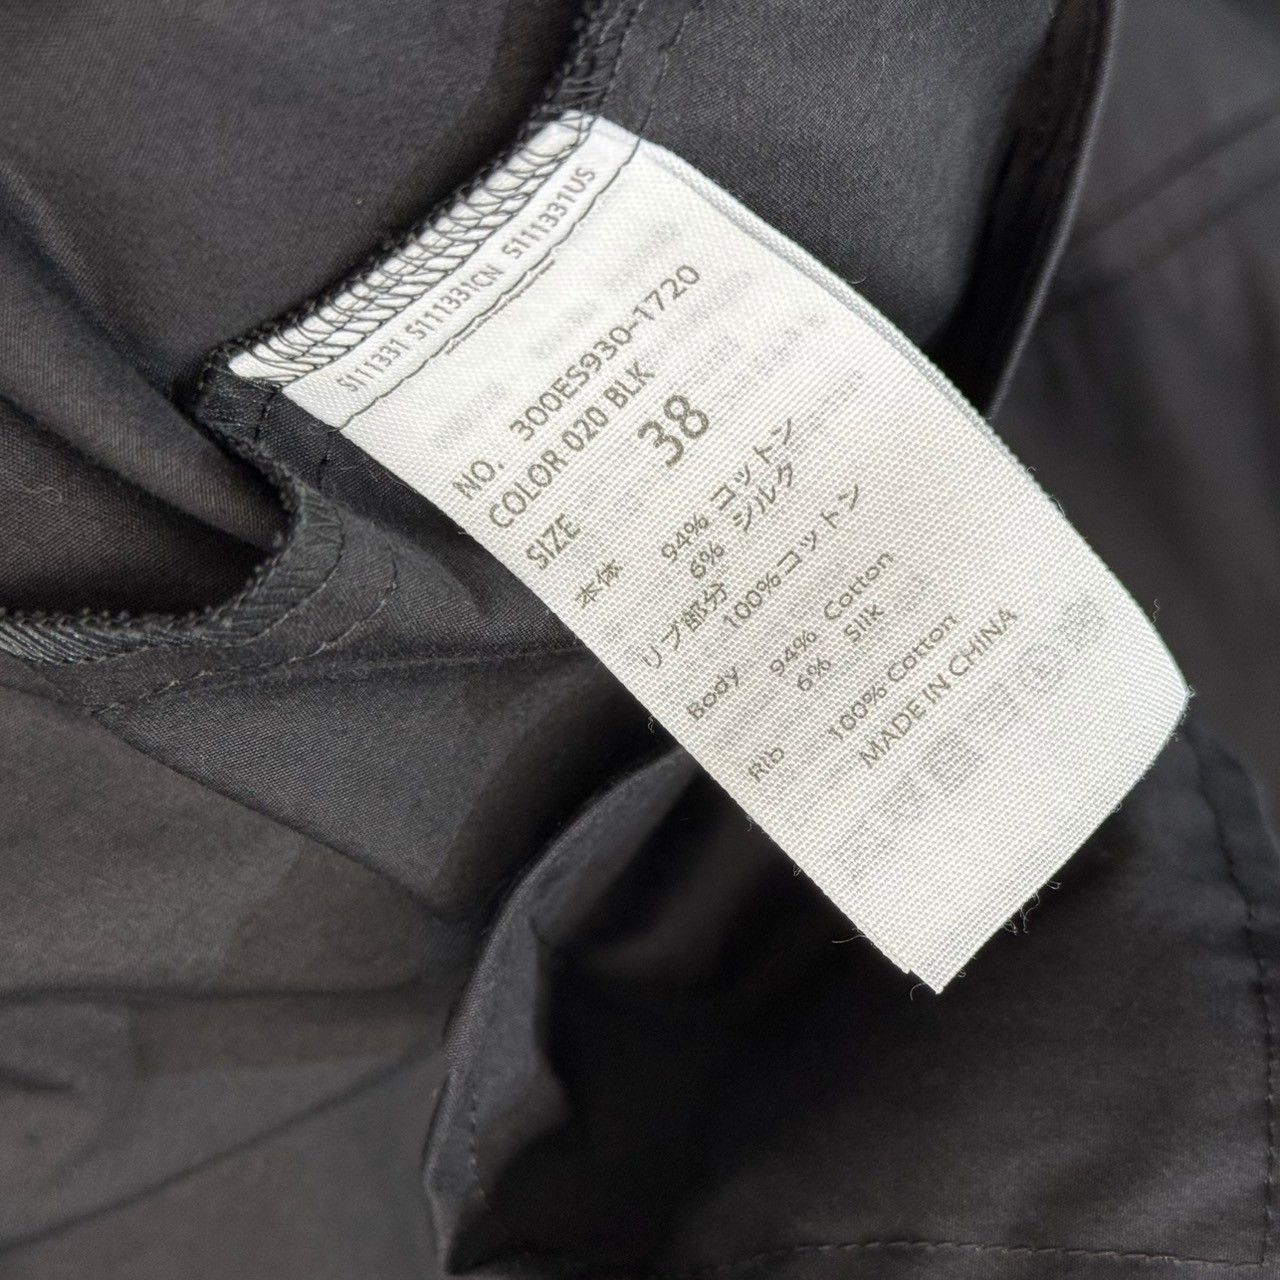 S111331 S111331CN S111331US
NO. 300ES930-1720
COLOR 020 BLK
SIZE 38
本体 94% コットン
6% シルク
リブ部分
100% コットン
Body 94% Cotton
6% Silk
Rib 100% Cotton
MADE IN CHINA